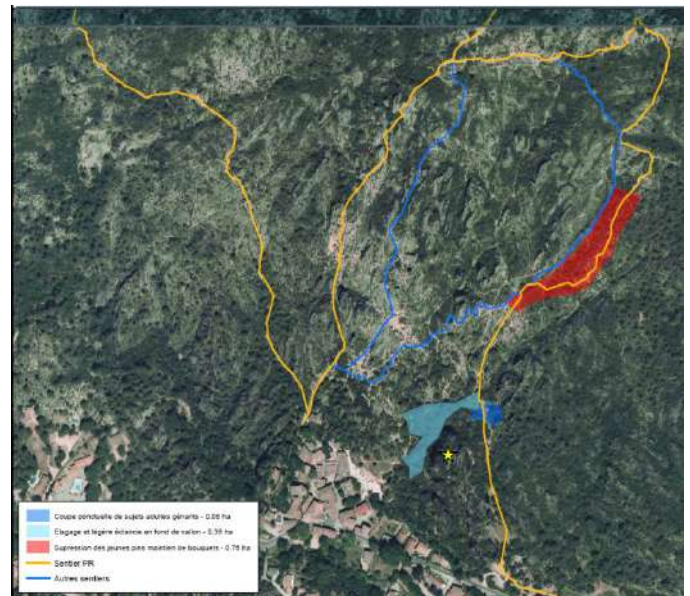 Coupe ponctuelle de sujets adultes gênants - 0.06 ha
Elagage et légère éclaircie en fond de vallon - 0.35 ha
Supression des jeunes pins maintien de bouquets - 0.76 ha
Sentier PR
Autres sentiers